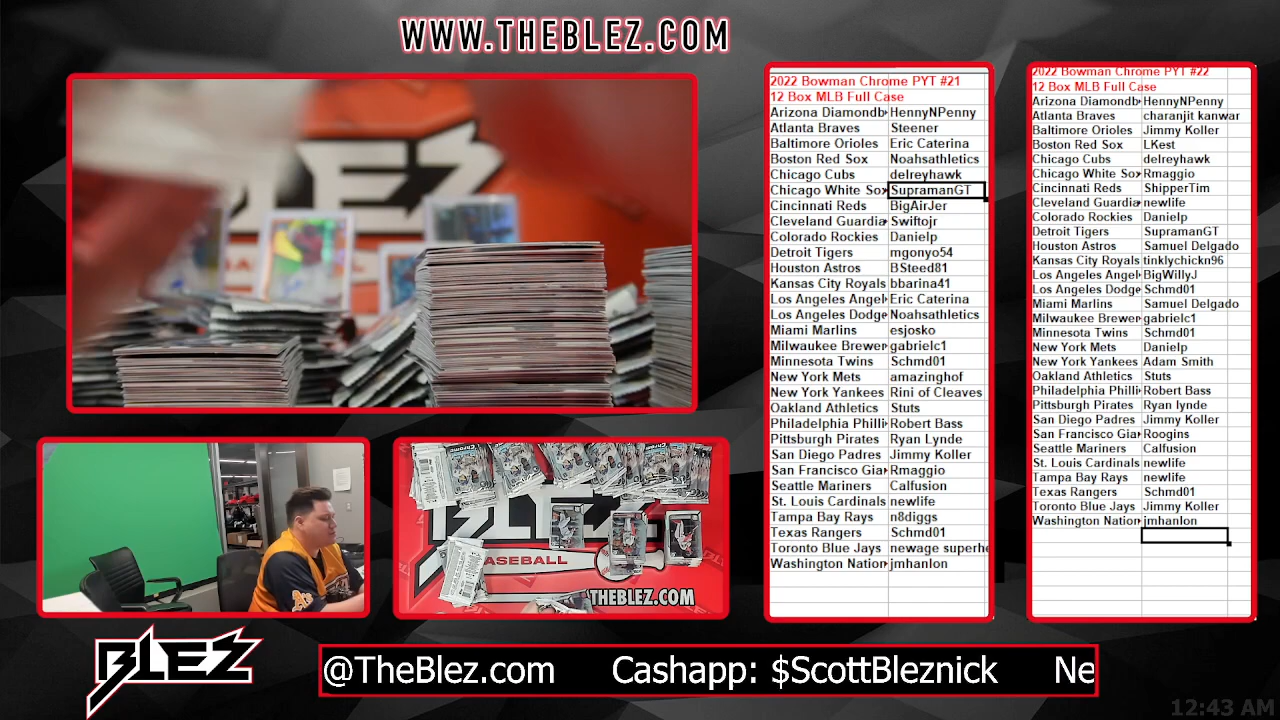 WWW.THEBLEZ.COM
2022 Bowman Chrome PYT #21
12 Box MLB Full Case
Arizona Diamondb HennyNPenny
Atlanta Braves Steener
Baltimore Orioles Eric Caterina
Boston Red Sox Noahsathletics
Chicago Cubs delreyhawk
Chicago White Sox SupramanGT
Cincinnati Reds BigAirJer
Cleveland Guardia Swiftojr
Colorado Rockies Danielp
Detroit Tigers mgonyo54
Houston Astros BSteed81
Kansas City Royals bbarina41
Los Angeles Angel Eric Caterina
Los Angeles Dodge Noahsathletics
Miami Marlins esjosko
Milwaukee Brewer gabrielc1
Minnesota Twins Schmd01
New York Mets amazinghof
New York Yankees Rini of Cleaves
Oakland Athletics Stuts
Philadelphia Philli Robert Bass
Pittsburgh Pirates Ryan Lynde
San Diego Padres Jimmy Koller
San Francisco Gia Rmaggio
Seattle Mariners Calfusion
St. Louis Cardinals newlife
Tampa Bay Rays n8diggs
Texas Rangers Schmd01
Toronto Blue Jays newage superhe
Washington Nation jmhanlon
2022 Bowman Chrome PYT #22
12 Box MLB Full Case
Arizona Diamondb HennyNPenny
Atlanta Braves charanjit kanwar
Baltimore Orioles Jimmy Koller
Boston Red Sox LKest
Chicago Cubs delreyhawk
Chicago White Sox Rmaggio
Cincinnati Reds ShipperTim
Cleveland Guardia newlife
Colorado Rockies Danielp
Detroit Tigers SupramanGT
Houston Astros Samuel Delgado
Kansas City Royals tinklychickn96
Los Angeles Angel BigWillyJ
Los Angeles Dodge Schmd01
Miami Marlins Samuel Delgado
Milwaukee Brewer gabrielc1
Minnesota Twins Schmd01
New York Mets Danielp
New York Yankees Adam Smith
Oakland Athletics Stuts
Philadelphia Philli Robert Bass
Pittsburgh Pirates Ryan lynde
San Diego Padres Jimmy Koller
San Francisco Gia Roogins
Seattle Mariners Calfusion
St. Louis Cardinals newlife
Tampa Bay Rays newlife
Texas Rangers Schmd01
Toronto Blue Jays Jimmy Koller
Washington Nation jmhanlon
BLEZ
BASEBALL
THEBLEZ.COM
BLEZ
@TheBlez.com Cashapp: $ScottBleznick Ne
12:43 AM